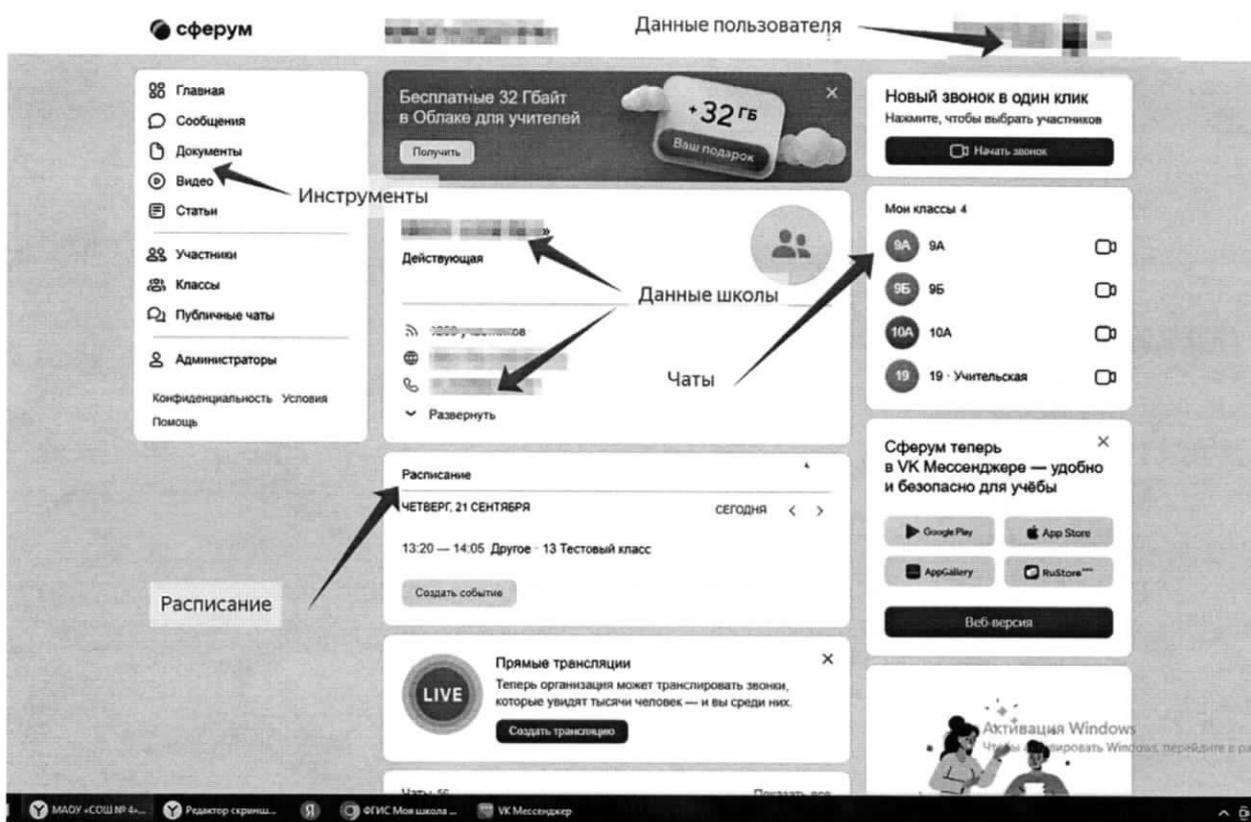 сферум
Данные пользователя
Главная
Сообщения
Документы
Видео
Статьи
Участники
Классы
Публичные чаты
Администраторы
Конфиденциальность Условия
Помощь
Инструменты
Бесплатные 32 Гбайт
в Облаке для учителей
Получить
+32 ГБ
Ваш подарок
»
Действующая
Данные школы
Развернуть
Расписание
ЧЕТВЕРГ, 21 СЕНТЯБРЯ
СЕГОДНЯ
13:20 — 14:05 Другое · 13 Тестовый класс
Создать событие
Расписание
LIVE
Прямые трансляции
Теперь организация может транслировать звонки,
которые увидят тысячи человек — и вы среди них.
Создать трансляцию
Новый звонок в один клик
Нажмите, чтобы выбрать участников
Начать звонок
Мои классы 4
9А 9А
9Б 9Б
10А 10А
19 19 · Учительская
Чаты
Сферум теперь
в VK Мессенджере — удобно
и безопасно для учёбы
Google Play
App Store
AppGallery
RuStore
Веб-версия
Активация Windows
Чтобы активировать Windows, перейдите в
МАОУ «СОШ № 4»...
Редактор скринш...
Я
ФГИС Моя школа ...
VK Мессенджер